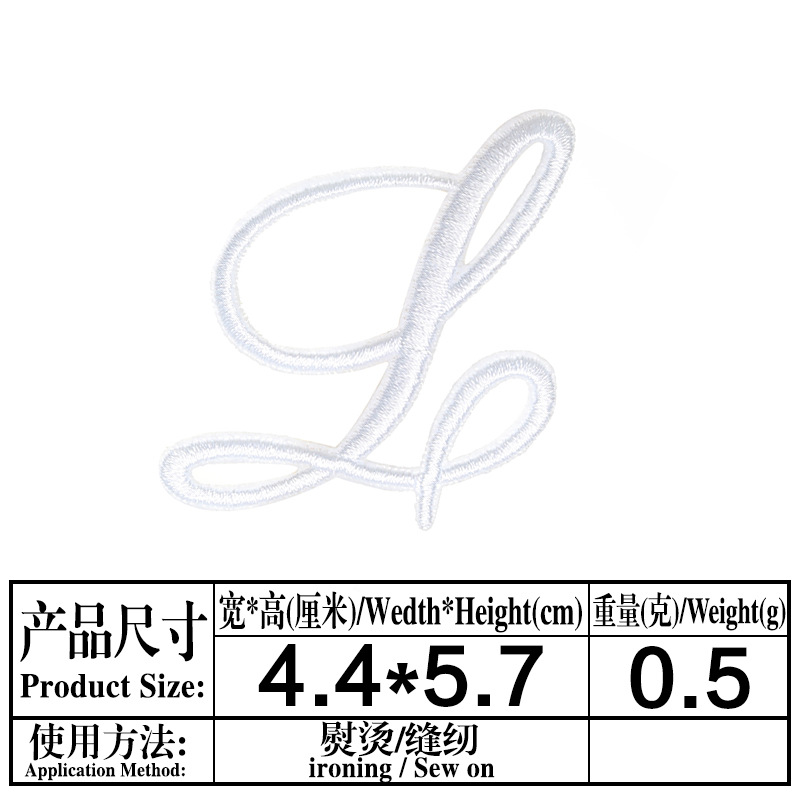 L
产品尺寸
Product Size:
宽*高(厘米)/Wedth*Height(cm)
4.4*5.7
重量(克)/Weight(g)
0.5
使用方法:
Application Method:
熨烫/缝纫
ironing / Sew on